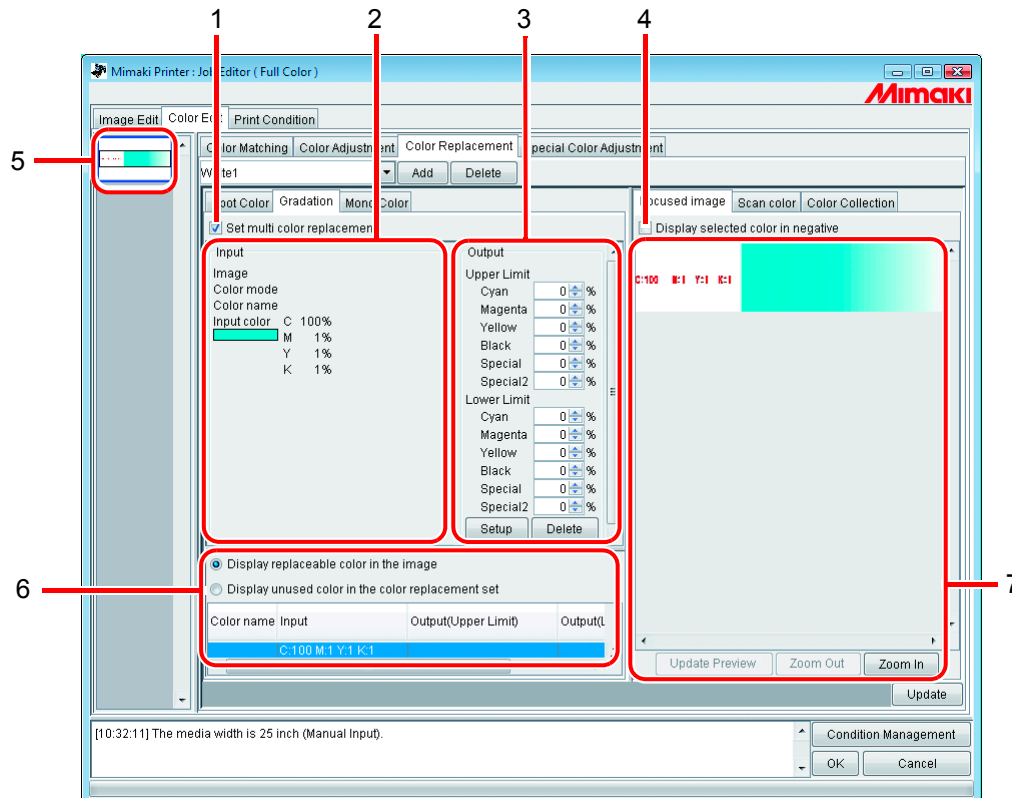 1 2 3 4
Mimaki Printer : Job Editor ( Full Color )
Mimaki
Image Edit Color Edit Print Condition
5
Color Matching Color Adjustment Color Replacement Special Color Adjustment
Add Delete
Spot Color Gradation Mono Color
Focused image Scan color Color Collection
Set multi color replacement
Display selected color in negative
Input
Image
Color mode
Color name
Input color C 100%
M 1%
Y 1%
K 1%
Output
Upper Limit
Cyan 0 %
Magenta 0 %
Yellow 0 %
Black 0 %
Special 0 %
Special2 0 %
Lower Limit
Cyan 0 %
Magenta 0 %
Yellow 0 %
Black 0 %
Special 0 %
Special2 0 %
Setup Delete
C:100 M:1 Y:1 K:1
6
Display replaceable color in the image
Display unused color in the color replacement set
Color name Input Output(Upper Limit) Output(L
C:100 M:1 Y:1 K:1
7
Update Preview Zoom Out Zoom In
Update
[10:32:11] The media width is 25 inch (Manual Input).
Condition Management
OK Cancel